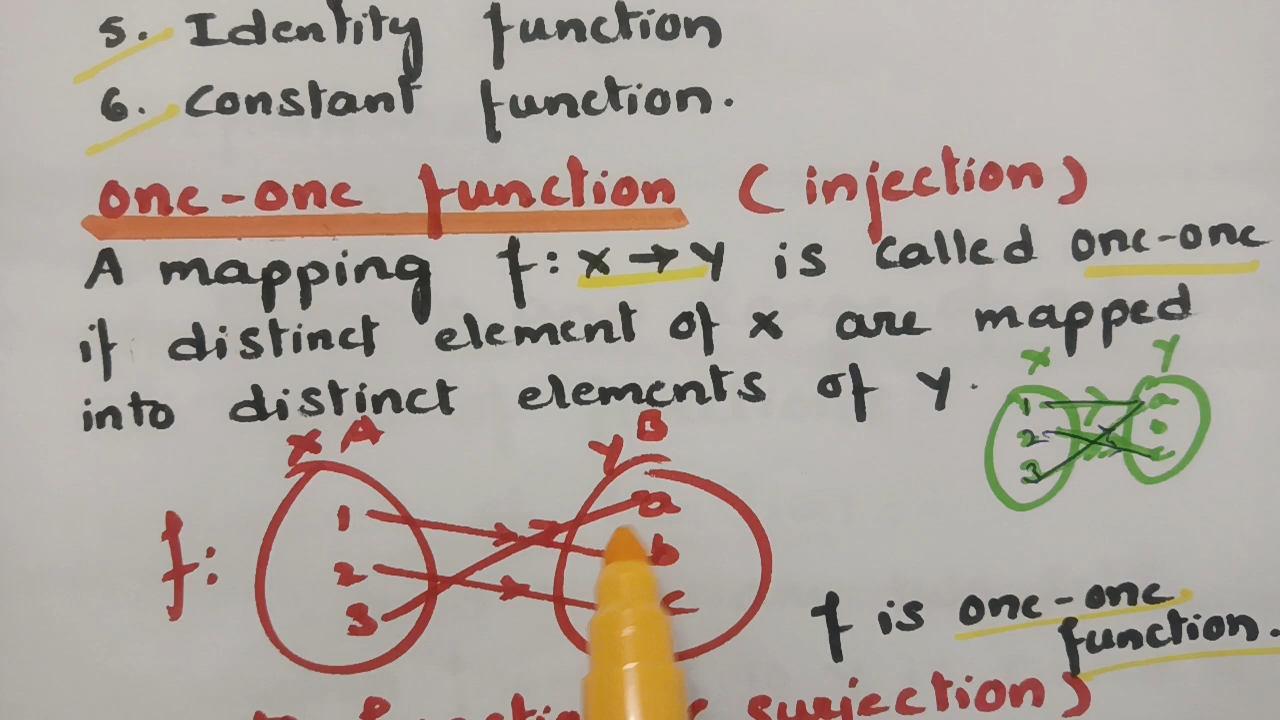 5. Identity function
6. Constant function.
one-one function (injection)
A mapping f: X → Y is called one-one
if distinct element of X are mapped
into distinct elements of Y.
X Y
1 a
2
3 c
X A Y B
f:
1 a
2 b
3 c
f is one-one
function.
surjection)